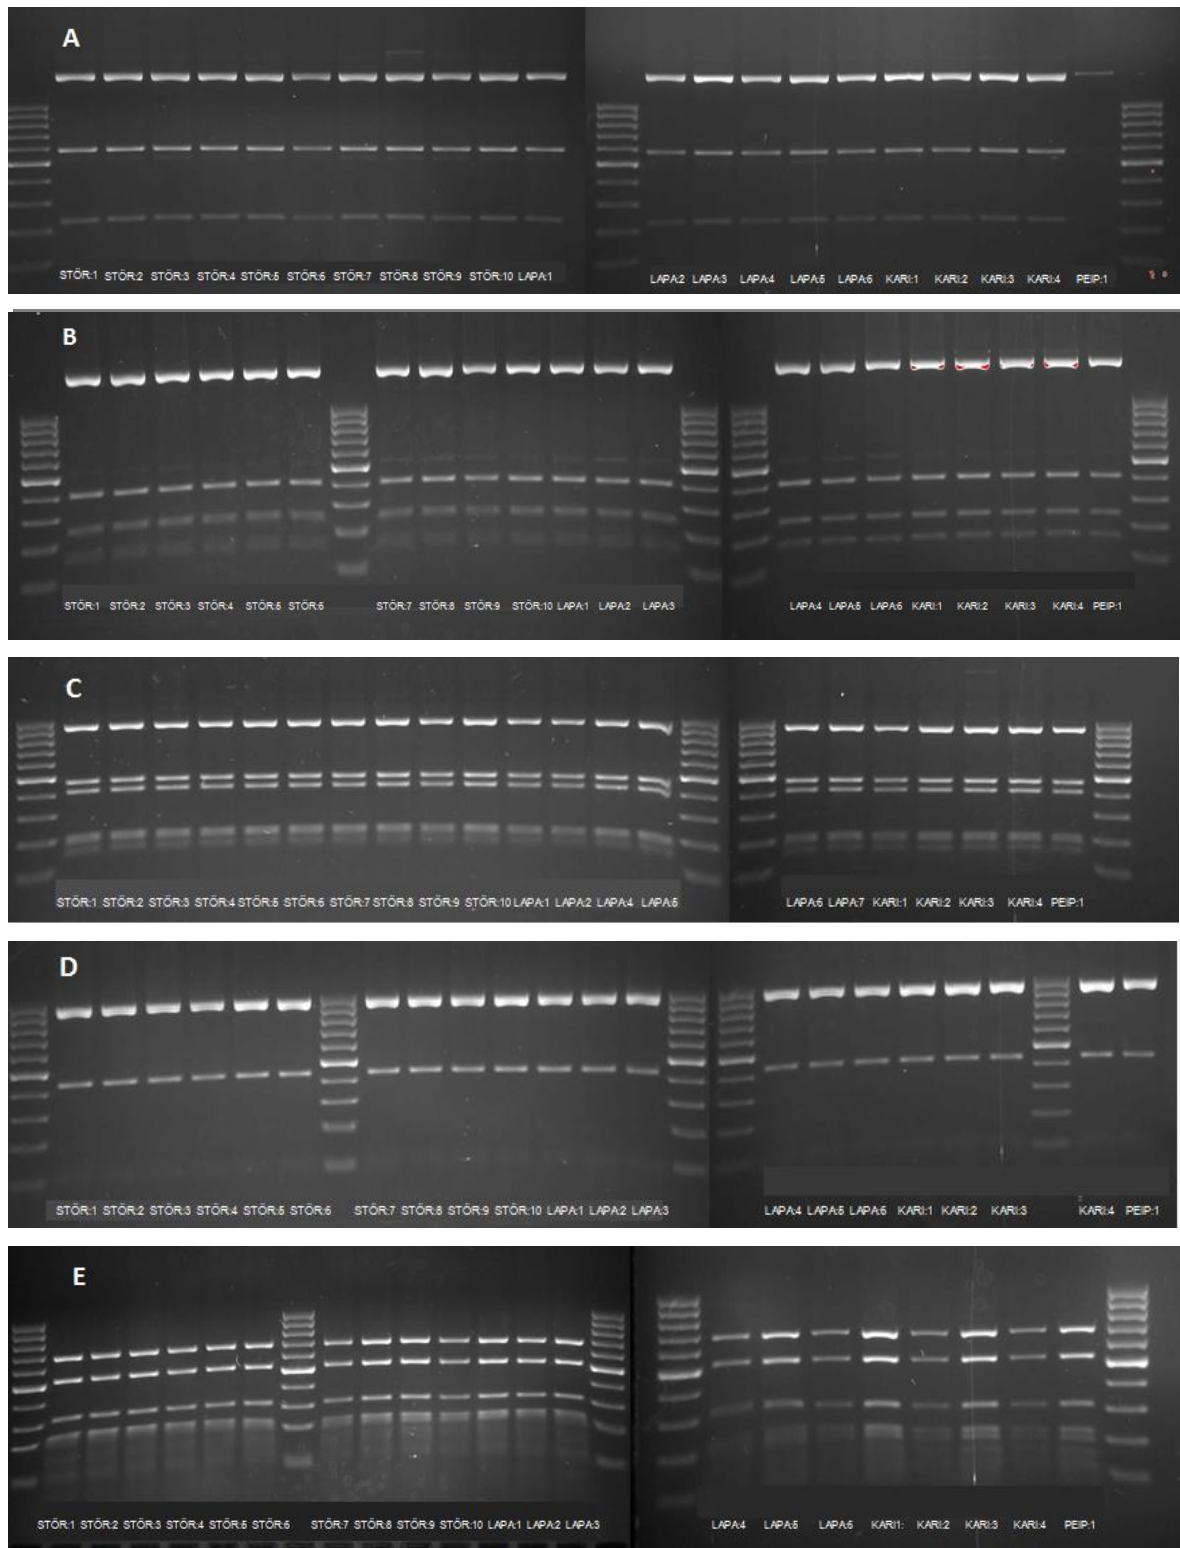 A
STÖR:1 STÖR:2 STÖR:3 STÖR:4 STÖR:5 STÖR:6 STÖR:7 STÖR:8 STÖR:9 STÖR:10 LAPA:1 LAPA:2 LAPA:3 LAPA:4 LAPA:5 LAPA:6 KARI:1 KARI:2 KARI:3 KARI:4 PEIP:1
B
STÖR:1 STÖR:2 STÖR:3 STÖR:4 STÖR:5 STÖR:6 STÖR:7 STÖR:8 STÖR:9 STÖR:10 LAPA:1 LAPA:2 LAPA:3 LAPA:4 LAPA:5 LAPA:6 KARI:1 KARI:2 KARI:3 KARI:4 PEIP:1
C
STÖR:1 STÖR:2 STÖR:3 STÖR:4 STÖR:5 STÖR:6 STÖR:7 STÖR:8 STÖR:9 STÖR:10 LAPA:1 LAPA:2 LAPA:4 LAPA:5 LAPA:6 LAPA:7 KARI:1 KARI:2 KARI:3 KARI:4 PEIP:1
D
STÖR:1 STÖR:2 STÖR:3 STÖR:4 STÖR:5 STÖR:6 STÖR:7 STÖR:8 STÖR:9 STÖR:10 LAPA:1 LAPA:2 LAPA:3 LAPA:4 LAPA:5 LAPA:6 KARI:1 KARI:2 KARI:3 KARI:4 PEIP:1
E
STÖR:1 STÖR:2 STÖR:3 STÖR:4 STÖR:5 STÖR:6 STÖR:7 STÖR:8 STÖR:9 STÖR:10 LAPA:1 LAPA:2 LAPA:3 LAPA:4 LAPA:5 LAPA:6 KARI1: KARI:2 KARI:3 KARI:4 PEIP:1